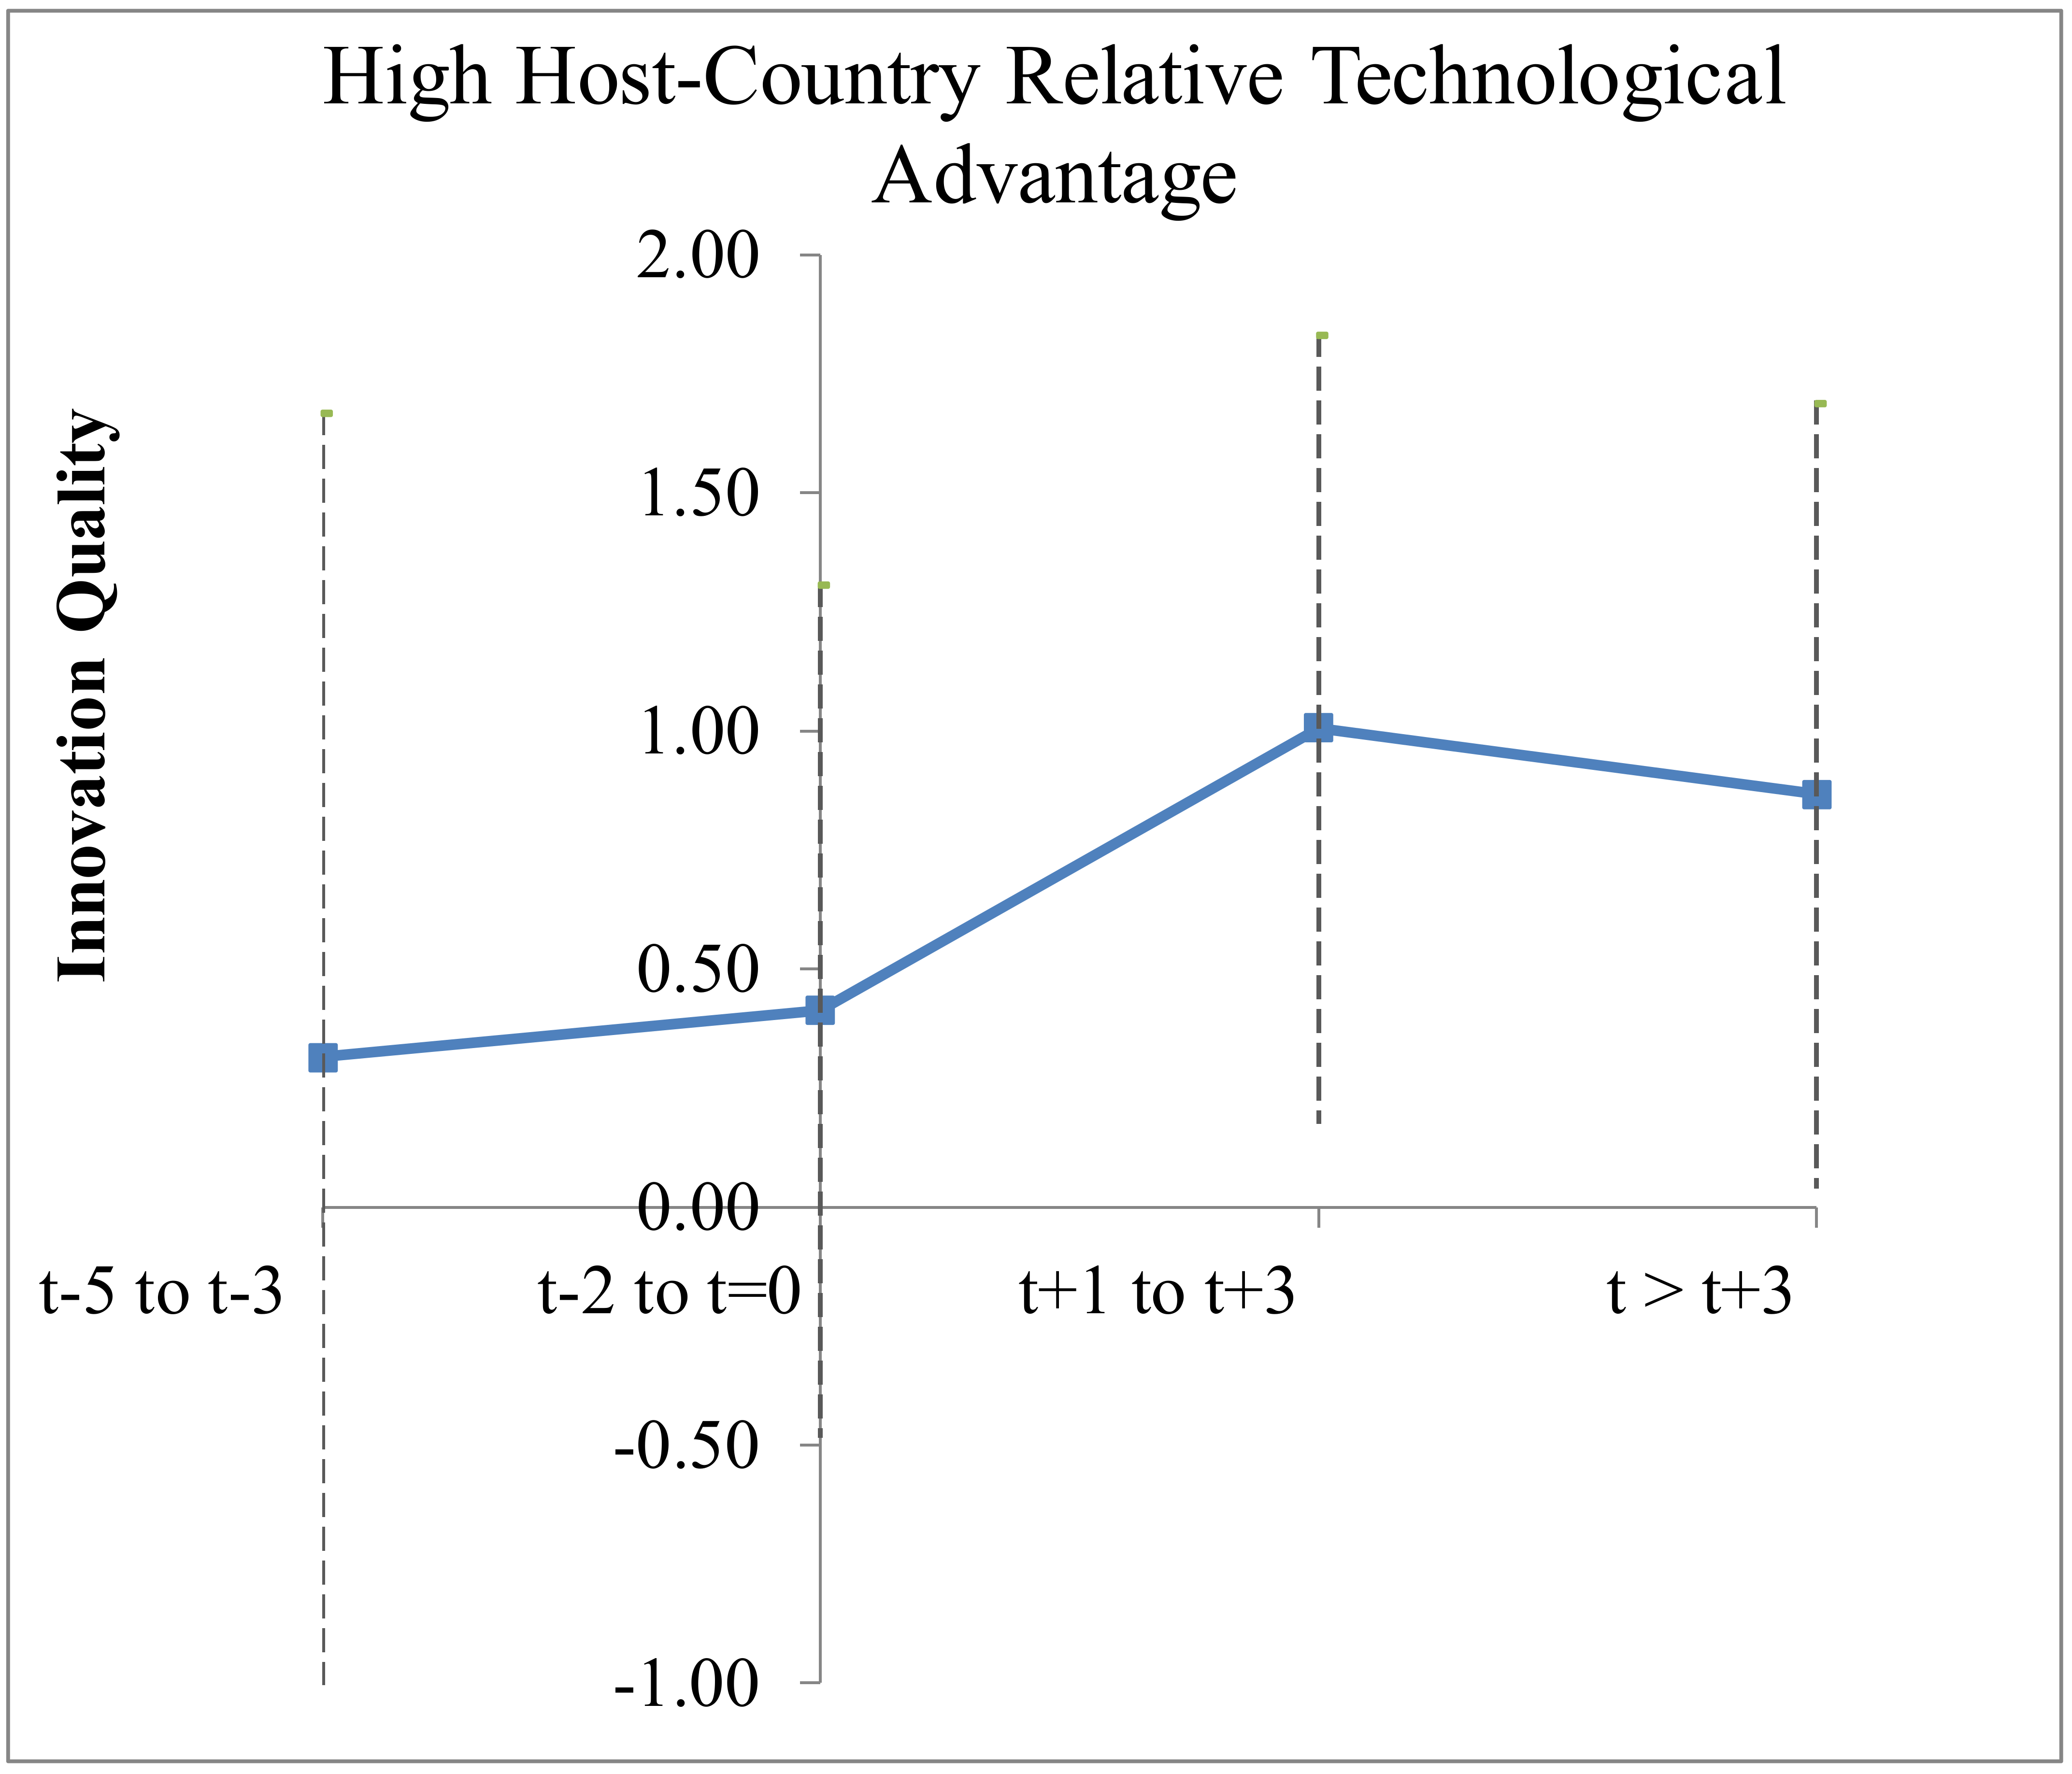 High Host-Country Relative Technological
Advantage
Innovation Quality
2.00
1.50
1.00
0.50
0.00
-0.50
-1.00
t-5 to t-3
t-2 to t=0
t+1 to t+3
t > t+3